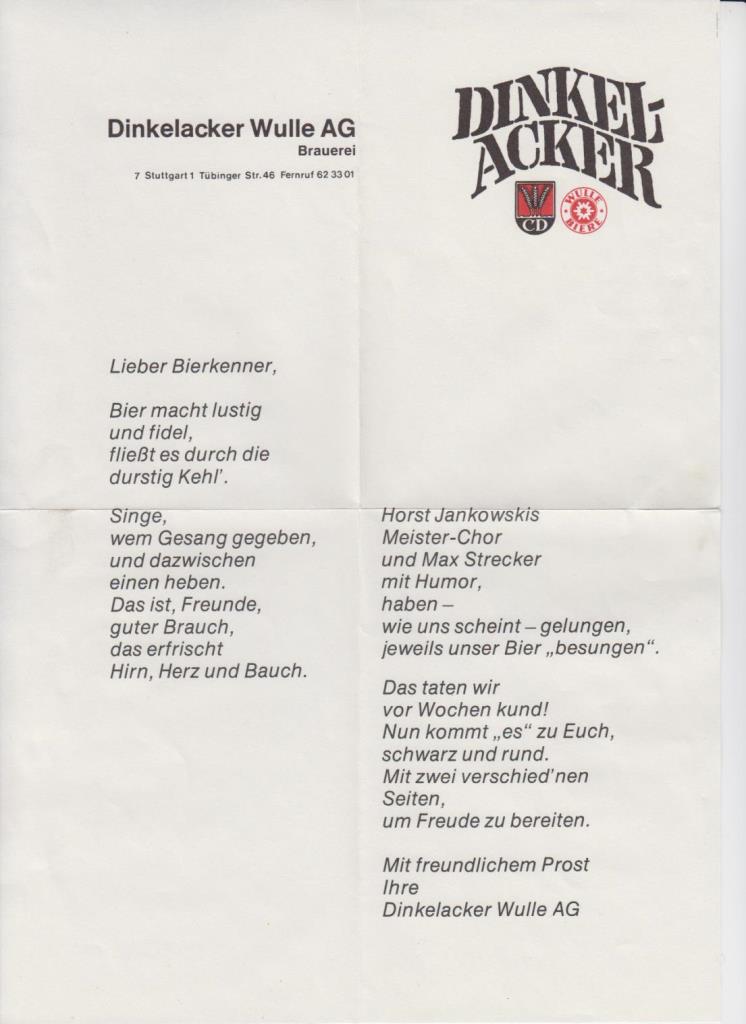 Dinkelacker Wulle AG
Brauerei
7 Stuttgart 1 Tübinger Str. 46 Fernruf 62 33 01
DINKEL-
ACKER
CD
WULLE
BIERE
Lieber Bierkenner,
Bier macht lustig
und fidel,
fließt es durch die
durstig Kehl'.
Singe,
wem Gesang gegeben,
und dazwischen
einen heben.
Das ist, Freunde,
guter Brauch,
das erfrischt
Hirn, Herz und Bauch.
Horst Jankowskis
Meister-Chor
und Max Strecker
mit Humor,
haben –
wie uns scheint – gelungen,
jeweils unser Bier „besungen“.
Das taten wir
vor Wochen kund!
Nun kommt „es“ zu Euch,
schwarz und rund.
Mit zwei verschied'nen
Seiten,
um Freude zu bereiten.
Mit freundlichem Prost
Ihre
Dinkelacker Wulle AG